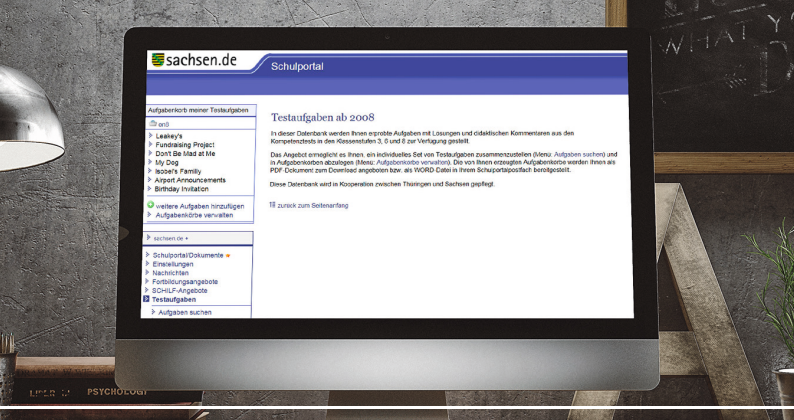 WHAT Y
sachsen.de
Schulportal
Aufgabenkorb meiner Testaufgaben
en8
Leakey's
Fundraising Project
Don't Be Mad at Me
My Dog
Isobel's Familiy
Airport Announcements
Birthday Invitation
weitere Aufgaben hinzufügen
Aufgabenkörbe verwalten
sachsen.de +
Schulportal/Dokumente
Einstellungen
Nachrichten
Fortbildungsangebote
SCHILF-Angebote
Testaufgaben
Aufgaben suchen
Testaufgaben ab 2008
In dieser Datenbank werden Ihnen erprobte Aufgaben mit Lösungen und didaktischen Kommentaren aus den
Kompetenztests in den Klassenstufen 3, 6 und 8 zur Verfügung gestellt.
Das Angebot ermöglicht es Ihnen, ein individuelles Set von Testaufgaben zusammenzustellen (Menü: Aufgaben suchen) und
in Aufgabenkörben abzulegen (Menü: Aufgabenkörbe verwalten). Die von Ihnen erzeugten Aufgabenkörbe werden Ihnen als
PDF-Dokument zum Download angeboten bzw. als WORD-Datei in Ihrem Schulportalpostfach bereitgestellt.
Diese Datenbank wird in Kooperation zwischen Thüringen und Sachsen gepflegt.
zurück zum Seitenanfang
A
PSYCHOLOGY